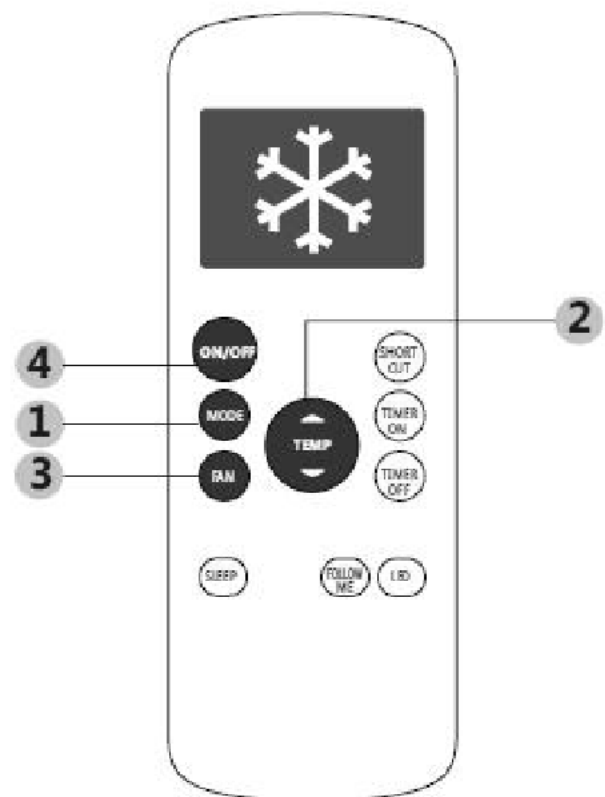 2
ON/OFF
SHORT
CUT
4
MODE
TIMER
ON
1
TEMP
FAN
TIMER
OFF
3
SLEEP
FOLLOW
ME
LED